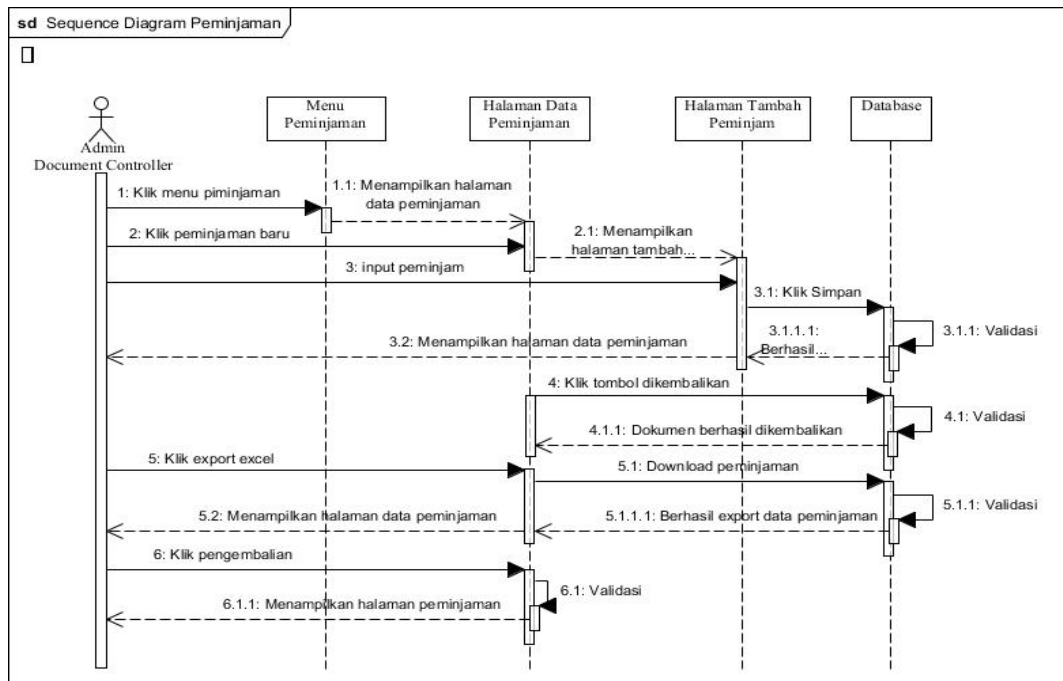 sd Sequence Diagram Peminjaman
Admin
Document Controller
Menu
Peminjaman
Halaman Data
Peminjaman
Halaman Tambah
Peminjam
Database
1: Klik menu piminjaman
1.1: Menampilkan halaman
data peminjaman
2: Klik peminjaman baru
2.1: Menampilkan
halaman tambah...
3: input peminjam
3.1: Klik Simpan
3.1.1: Validasi
3.1.1.1:
Berhasil...
3.2: Menampilkan halaman data peminjaman
4: Klik tombol dikembalikan
4.1: Validasi
4.1.1: Dokumen berhasil dikembalikan
5: Klik export excel
5.1: Download peminjaman
5.1.1: Validasi
5.1.1.1: Berhasil export data peminjaman
5.2: Menampilkan halaman data peminjaman
6: Klik pengembalian
6.1: Validasi
6.1.1: Menampilkan halaman peminjaman